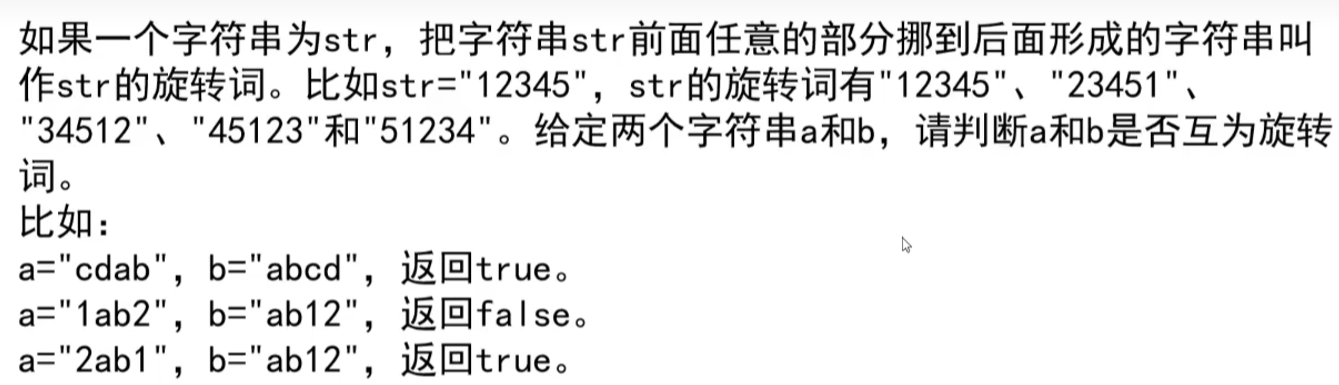 如果一个字符串为str，把字符串str前面任意的部分挪到后面形成的字符串叫
作str的旋转词。比如str="12345"，str的旋转词有"12345"、"23451"、
"34512"、"45123"和"51234"。给定两个字符串a和b，请判断a和b是否互为旋转
词。
比如：
a="cdab"，b="abcd"，返回true。
a="1ab2"，b="ab12"，返回false。
a="2ab1"，b="ab12"，返回true。